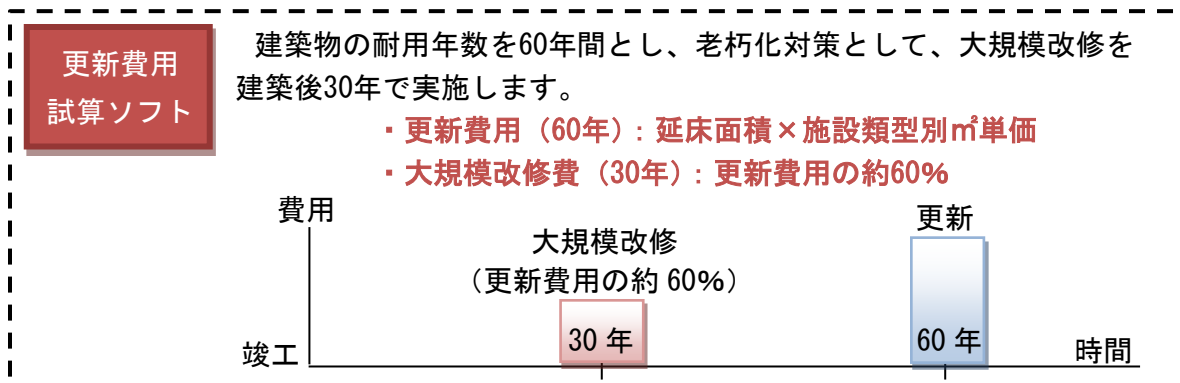 更新費用
試算ソフト
建築物の耐用年数を60年間とし、老朽化対策として、大規模改修を
建築後30年で実施します。
・更新費用（60年）：延床面積×施設類型別㎡単価
・大規模改修費（30年）：更新費用の約60％
費用
更新
大規模改修
（更新費用の約 60％）
30 年
60 年
竣工
時間